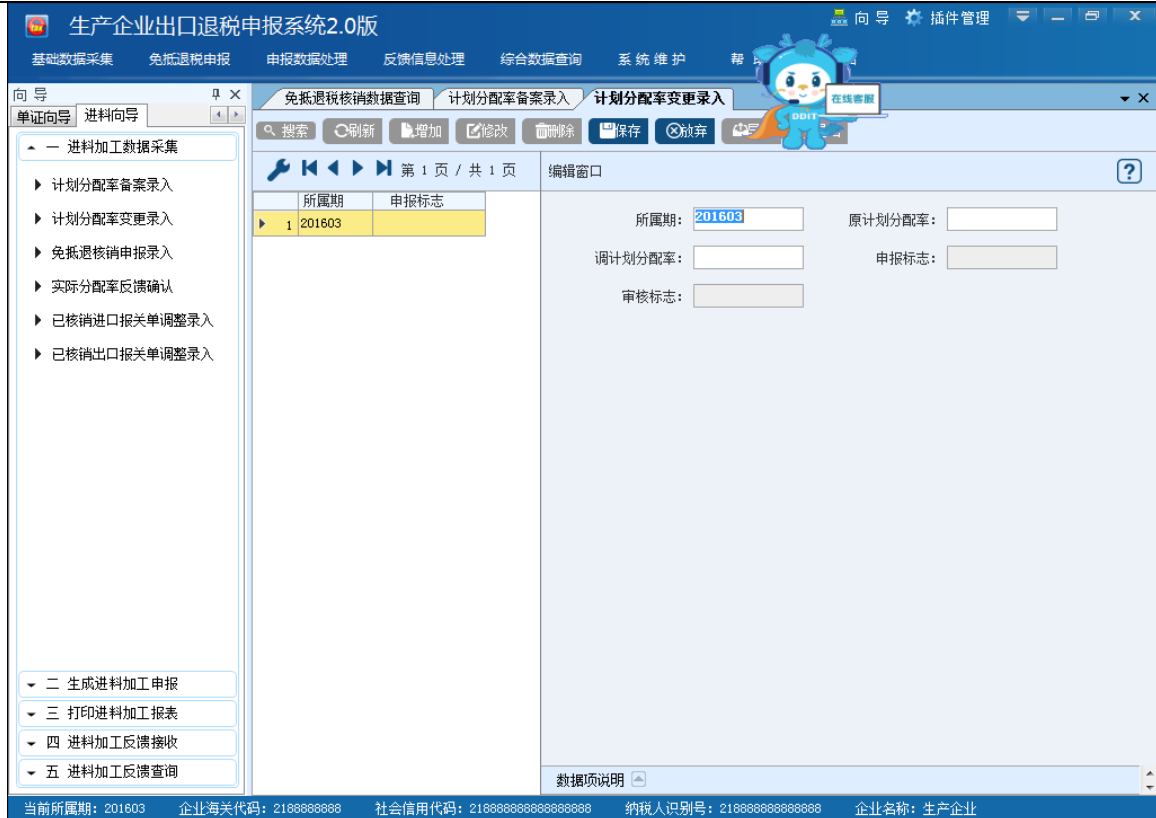 生产企业出口退税申报系统2.0版
向 导 插件管理
基础数据采集 免抵退税申报 申报数据处理 反馈信息处理 综合数据查询 系 统 维 护 帮
向 导
单证向导 进料向导
一 进料加工数据采集
计划分配率备案录入
计划分配率变更录入
免抵退核销申报录入
实际分配率反馈确认
已核销进口报关单调整录入
已核销出口报关单调整录入
二 生成进料加工申报
三 打印进料加工报表
四 进料加工反馈接收
五 进料加工反馈查询
免抵退税核销数据查询 计划分配率备案录入 计划分配率变更录入
在线客服
DDIT
搜索 刷新 增加 修改 删除 保存 放弃
第 1 页 / 共 1 页
所属期 申报标志
1 201603
编辑窗口 ?
所属期: 201603 原计划分配率:
调计划分配率: 申报标志:
审核标志:
数据项说明
当前所属期: 201603 企业海关代码: 2188888888 社会信用代码: 纳税人识别号: 企业名称: 生产企业